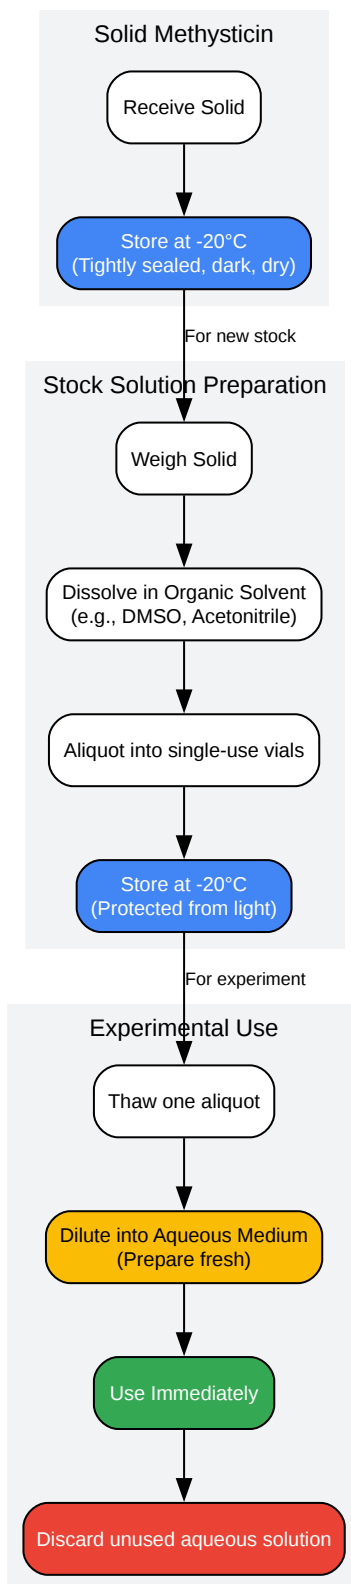 Solid Methysticin
Receive Solid
Store at -20°C
(Tightly sealed, dark, dry)
For new stock
Stock Solution Preparation
Weigh Solid
Dissolve in Organic Solvent
(e.g., DMSO, Acetonitrile)
Aliquot into single-use vials
Store at -20°C
(Protected from light)
For experiment
Experimental Use
Thaw one aliquot
Dilute into Aqueous Medium
(Prepare fresh)
Use Immediately
Discard unused aqueous solution